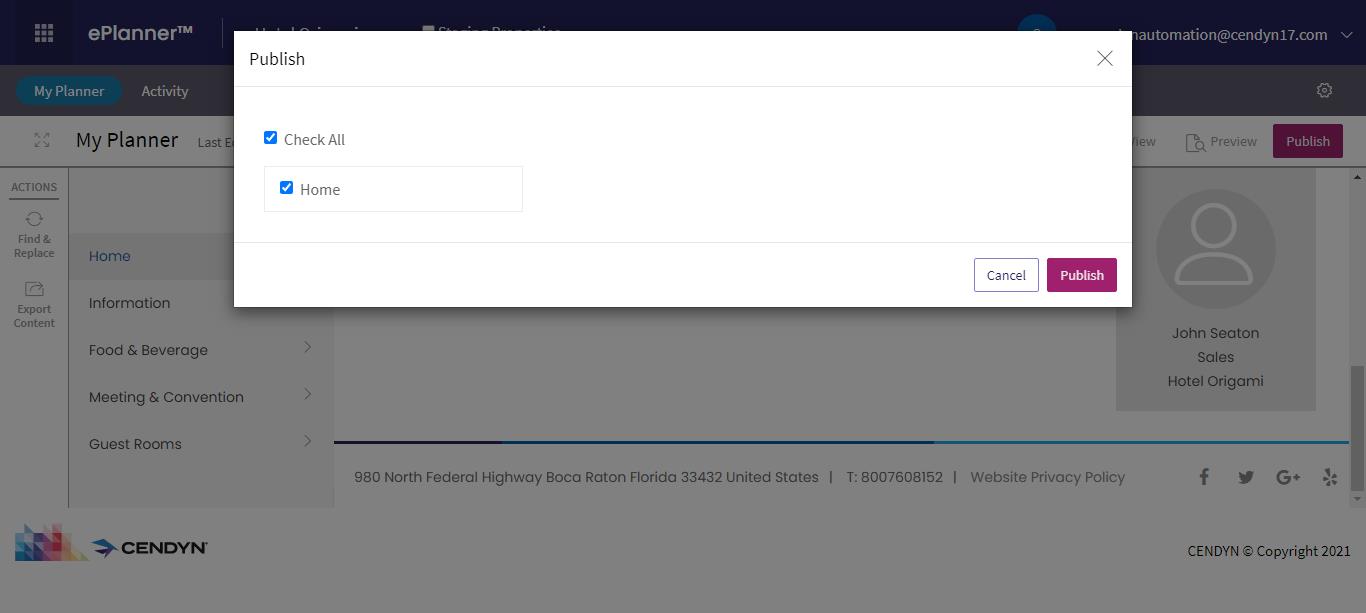 ePlanner™
nautomation@cendyn17.com
Publish
My Planner
Activity
Check All
My Planner
Last
Preview
Publish
Home
ACTIONS
Find &
Replace
Export
Content
Cancel
Publish
Home
Information
Food & Beverage
Meeting & Convention
Guest Rooms
John Seaton
Sales
Hotel Origami
980 North Federal Highway Boca Raton Florida 33432 United States | T: 8007608152 | Website Privacy Policy
CENDYN
CENDYN © Copyright 2021